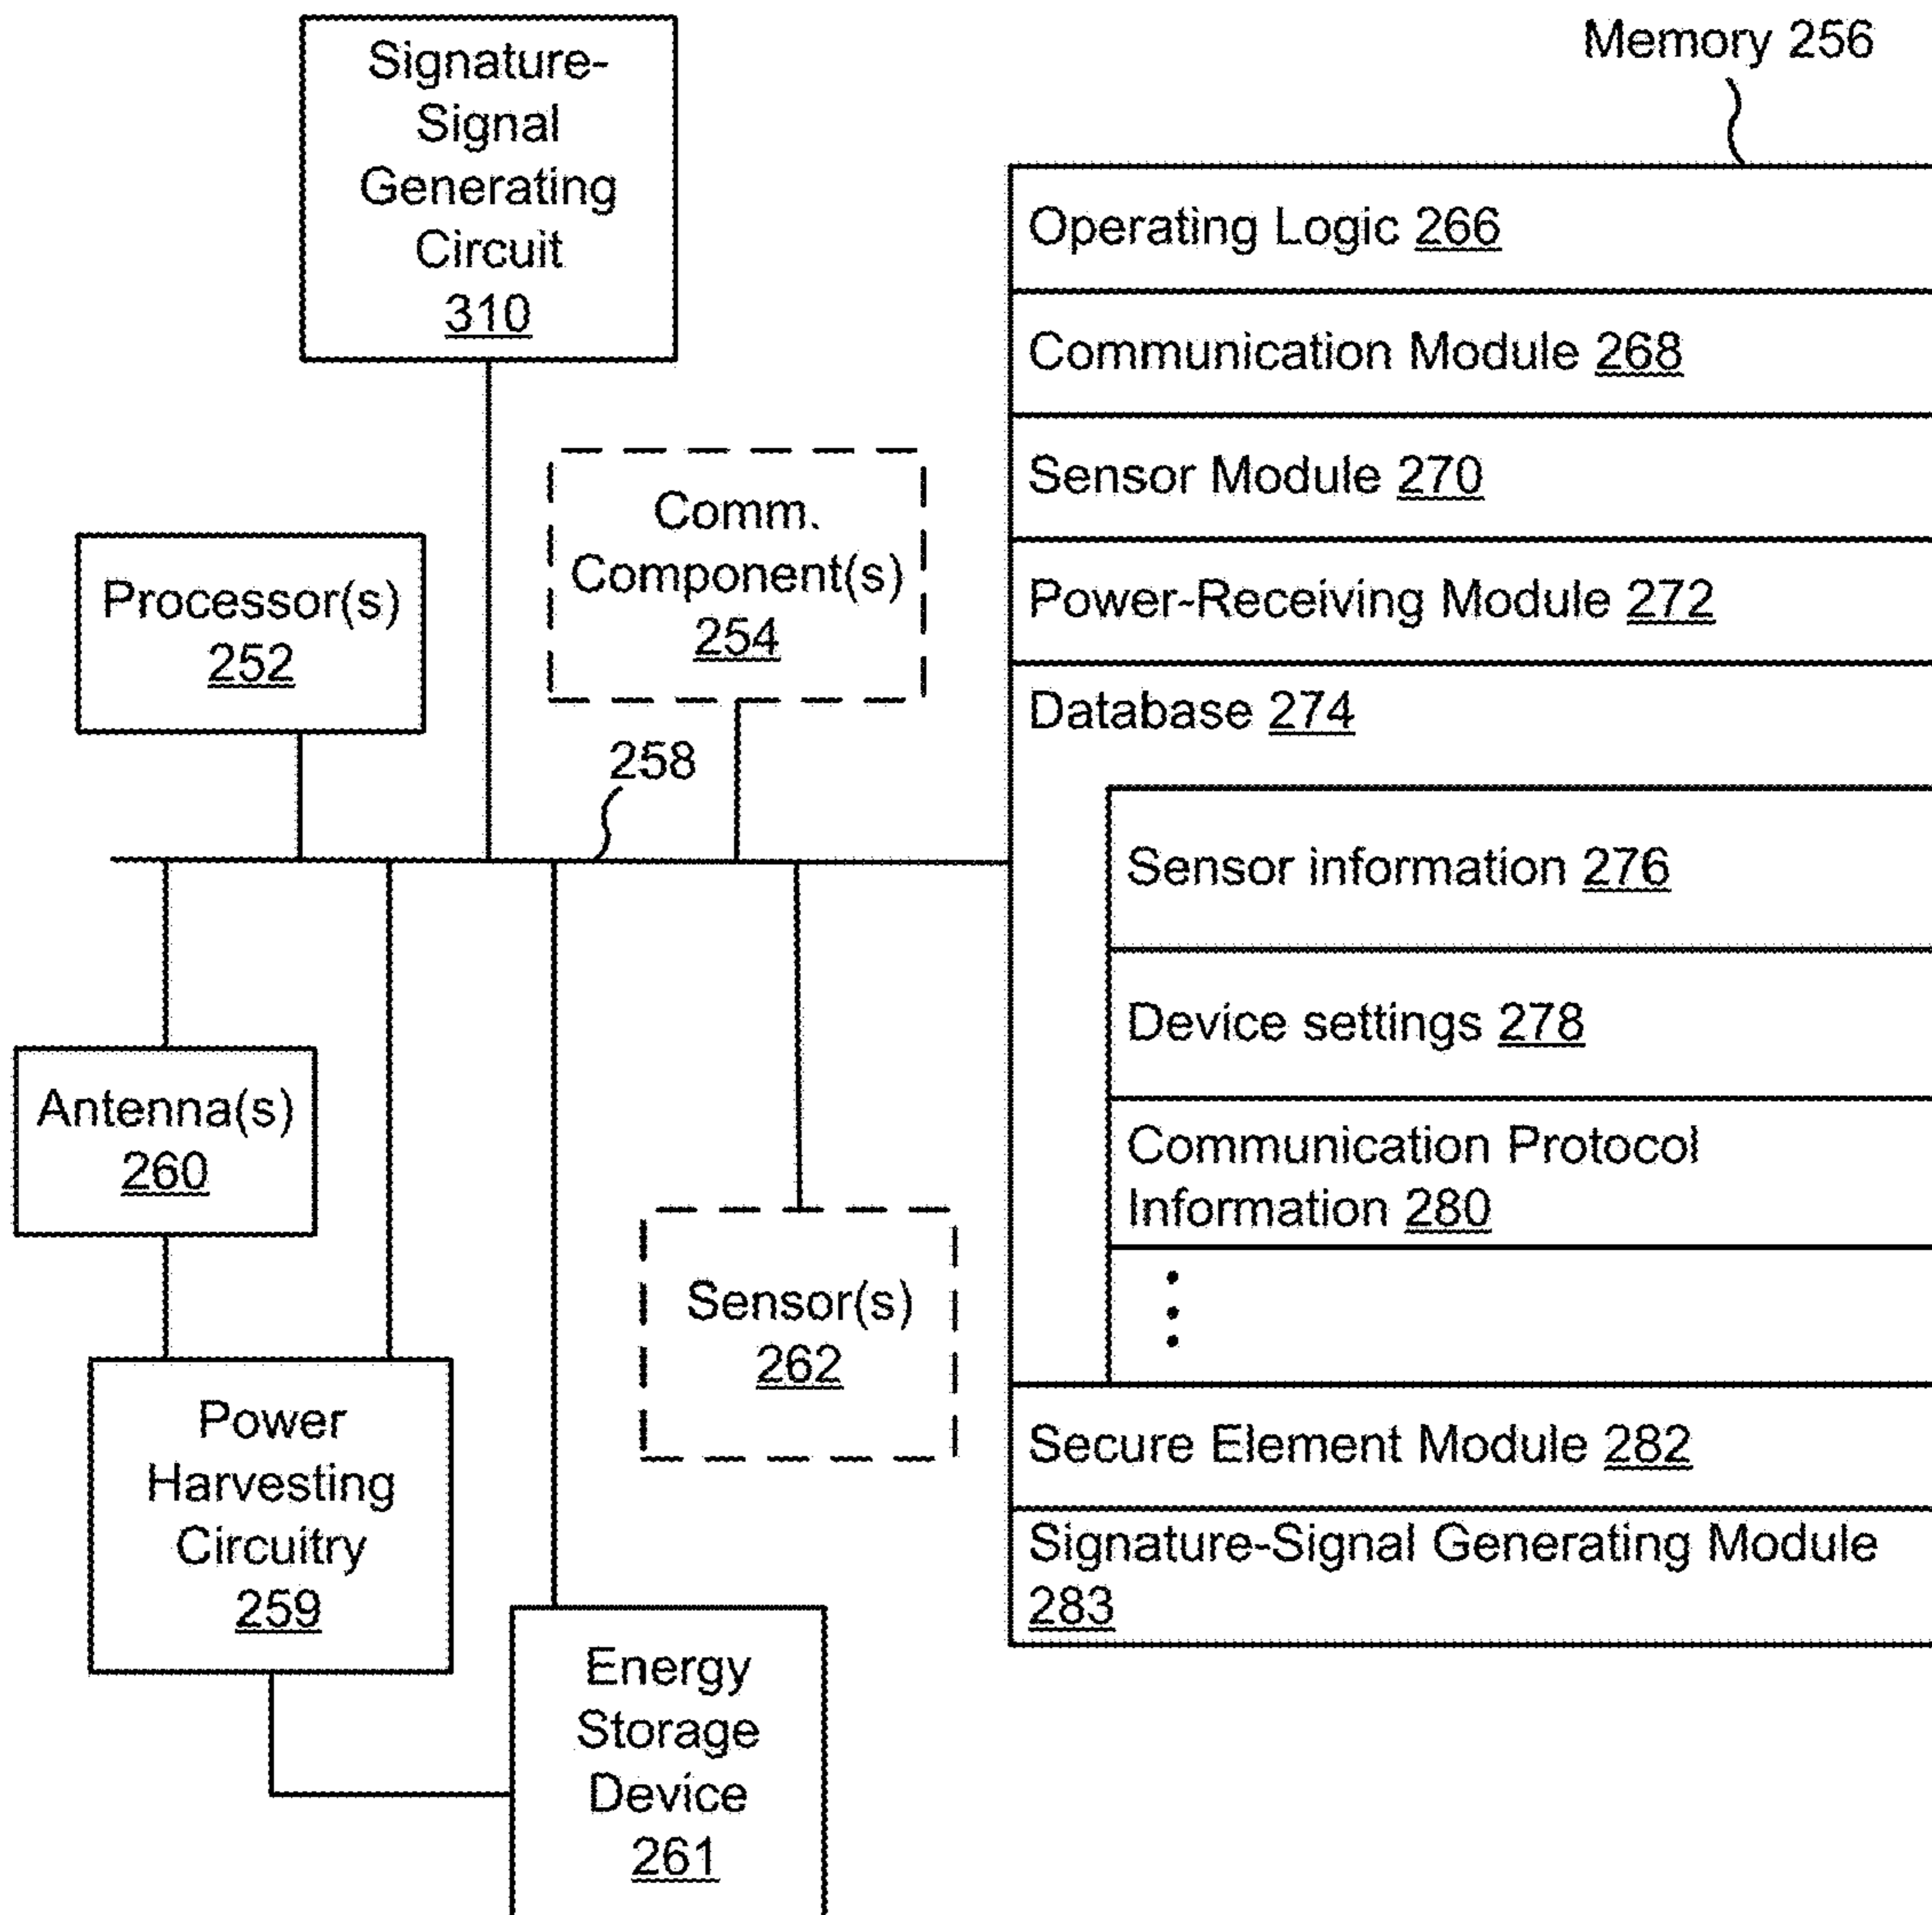 Signature-
Signal
Generating
Circuit
310
Comm.
Component(s)
254
Processor(s)
252
258
Antenna(s)
260
Sensor(s)
262
Power
Harvesting
Circuitry
259
Energy
Storage
Device
261
Memory 256
Operating Logic 266
Communication Module 268
Sensor Module 270
Power-Receiving Module 272
Database 274
Sensor information 276
Device settings 278
Communication Protocol
Information 280
Secure Element Module 282
Signature-Signal Generating Module
283